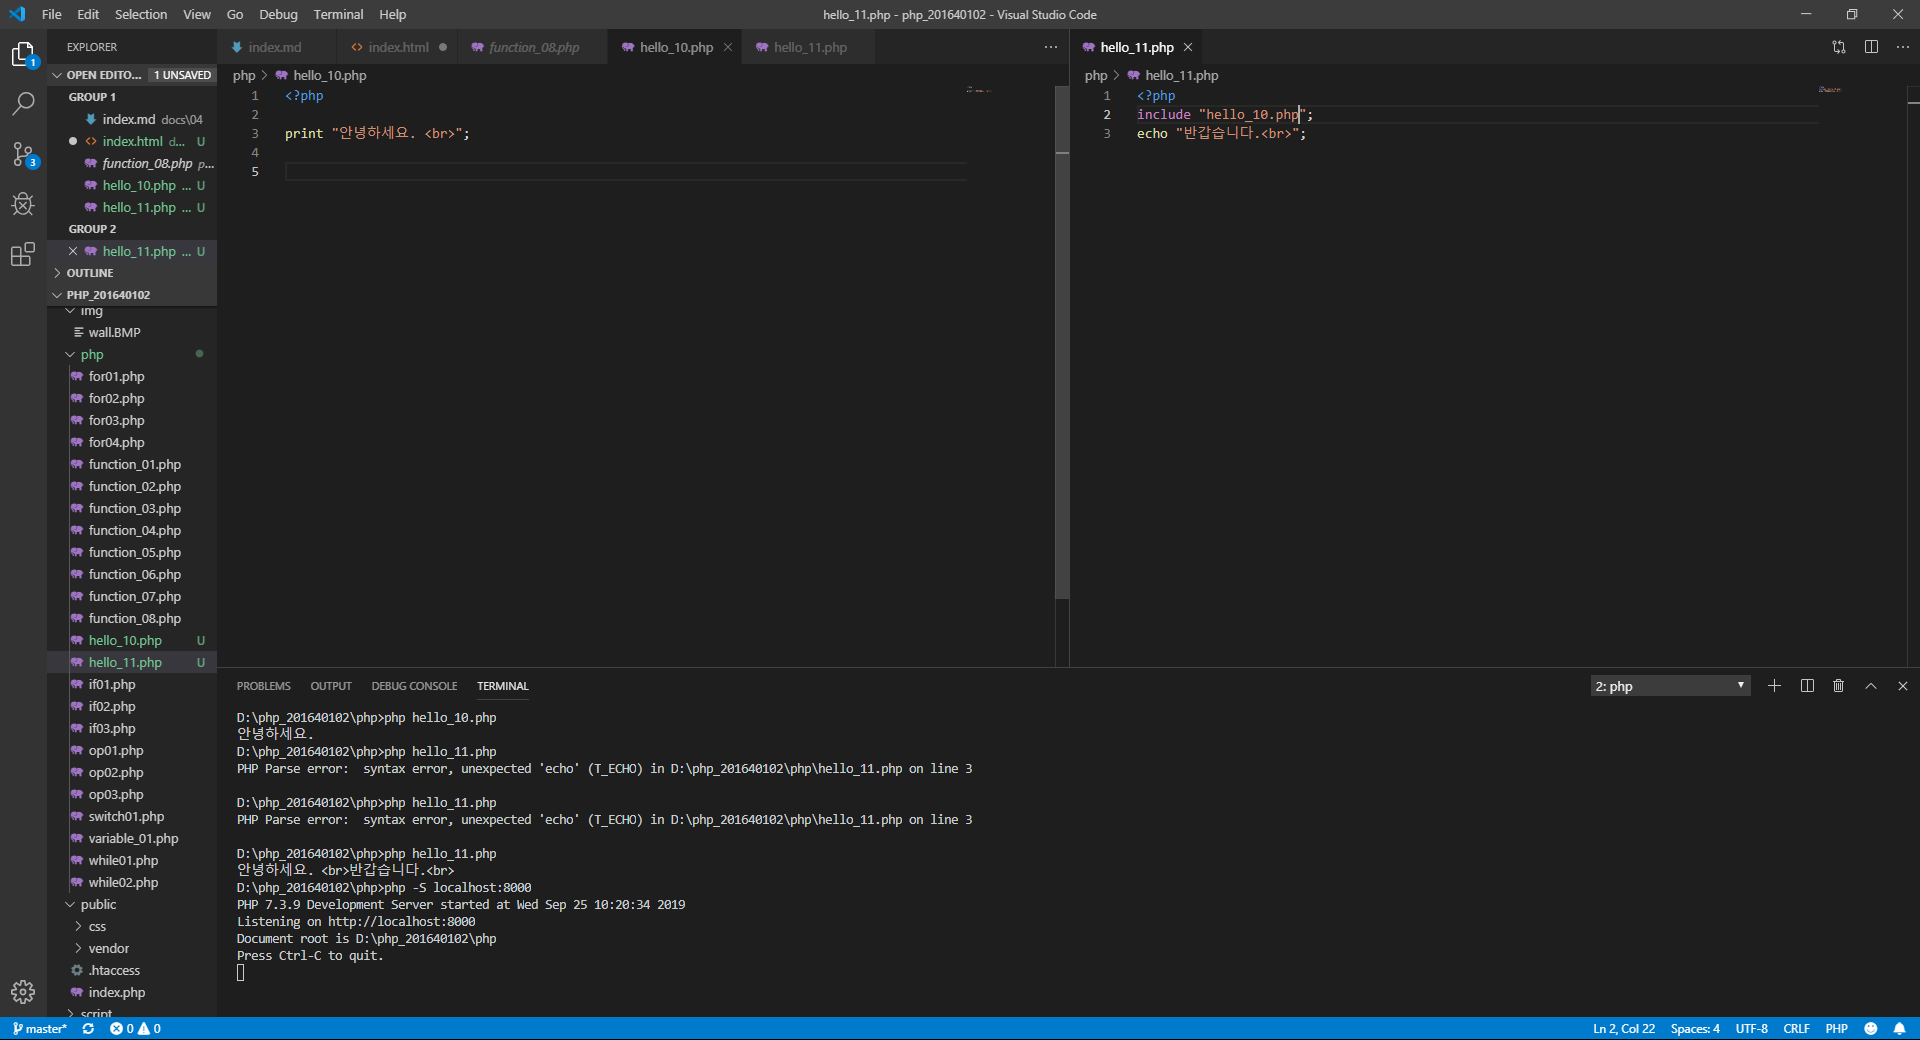 File Edit Selection View Go Debug Terminal Help
hello_11.php - php_201640102 - Visual Studio Code
EXPLORER
OPEN EDITO... 1 UNSAVED
GROUP 1
index.md docs\04
index.html d... U
function_08.php p...
hello_10.php ... U
hello_11.php ... U
GROUP 2
hello_11.php ... U
OUTLINE
PHP_201640102
img
wall.BMP
php
for01.php
for02.php
for03.php
for04.php
function_01.php
function_02.php
function_03.php
function_04.php
function_05.php
function_06.php
function_07.php
function_08.php
hello_10.php U
hello_11.php U
if01.php
if02.php
if03.php
op01.php
op02.php
op03.php
switch01.php
variable_01.php
while01.php
while02.php
public
css
vendor
.htaccess
index.php
script
1
3
index.md index.html function_08.php hello_10.php hello_11.php
php > hello_10.php
1 <?php
2
3 print "안녕하세요. <br>";
4
5
hello_11.php
php > hello_11.php
1 <?php
2 include "hello_10.php";
3 echo "반갑습니다.<br>";
PROBLEMS OUTPUT DEBUG CONSOLE TERMINAL
2: php
D:\php_201640102\php>php hello_10.php
안녕하세요.
D:\php_201640102\php>php hello_11.php
PHP Parse error:  syntax error, unexpected 'echo' (T_ECHO) in D:\php_201640102\php\hello_11.php on line 3
D:\php_201640102\php>php hello_11.php
PHP Parse error:  syntax error, unexpected 'echo' (T_ECHO) in D:\php_201640102\php\hello_11.php on line 3
D:\php_201640102\php>php hello_11.php
안녕하세요. <br>반갑습니다.<br>
D:\php_201640102\php>php -S localhost:8000
PHP 7.3.9 Development Server started at Wed Sep 25 10:20:34 2019
Listening on http://localhost:8000
Document root is D:\php_201640102\php
Press Ctrl-C to quit.
master* 0 0
Ln 2, Col 22 Spaces: 4 UTF-8 CRLF PHP